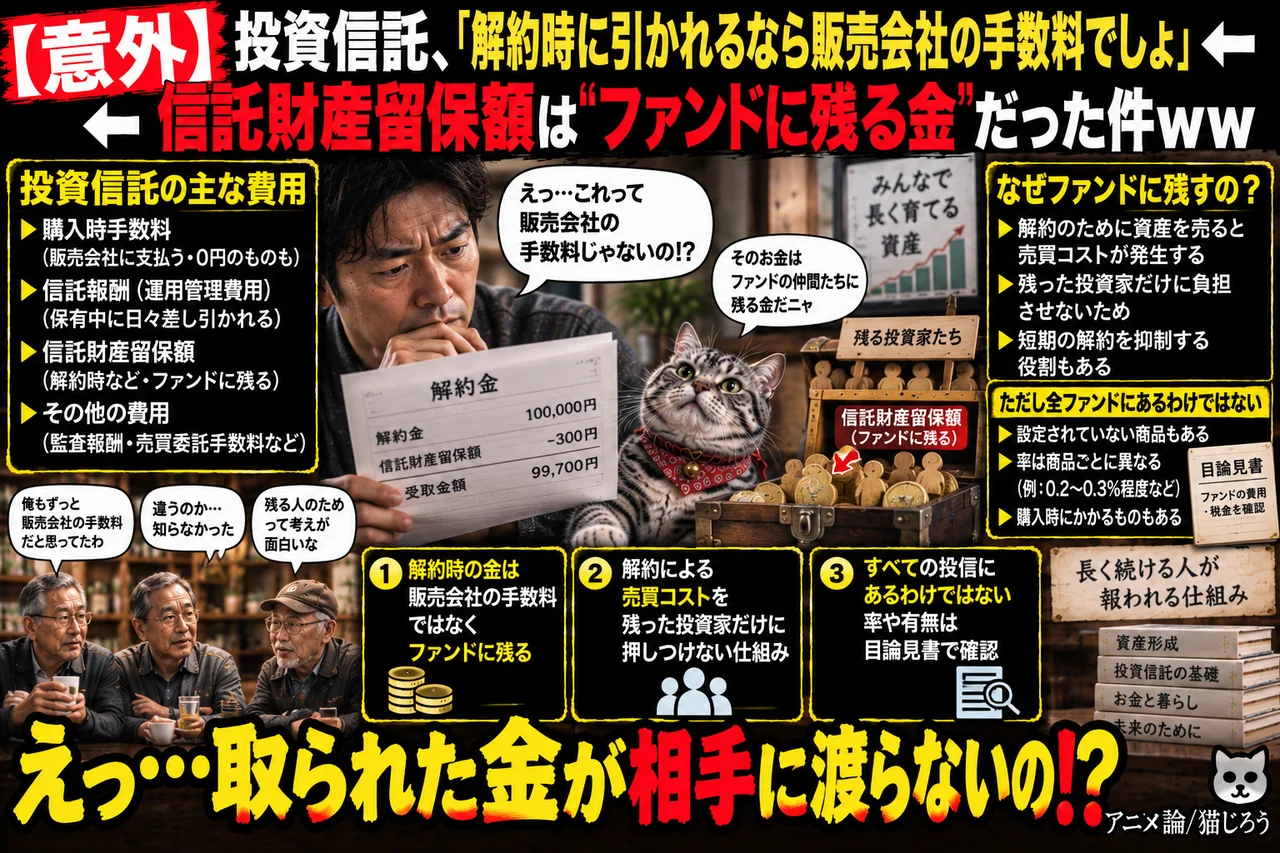 【意外】
投資信託、「解約時に引かれるなら販売会社の手数料でしょ」←
← 信託財産留保額は“ファンドに残る金”だった件ww
投資信託の主な費用
▶ 購入時手数料
(販売会社に支払う・0円のものも)
▶ 信託報酬(運用管理費用)
(保有中に日々差し引かれる)
▶ 信託財産留保額
(解約時など・ファンドに残る)
▶ その他の費用
(監査報酬・売買委託手数料など)
えっ…これって
販売会社の
手数料じゃないの!?
そのお金は
ファンドの仲間たちに
残る金だニャ
みんなで
長く育てる
資産
残る投資家たち
信託財産留保額
(ファンドに残る)
解約金
解約金 100,000円
信託財産留保額 -300円
受取金額 99,700円
なぜファンドに残すの?
▶ 解約のために資産を売ると
売買コストが発生する
▶ 残った投資家だけに負担
させないため
▶ 短期の解約を抑制する
役割もある
ただし全ファンドにあるわけではない
▶ 設定されていない商品もある
▶ 率は商品ごとに異なる
(例:0.2〜0.3%程度など)
▶ 購入時にかかるものもある
目論見書
ファンドの費用
・税金を確認
俺もずっと
販売会社の手数料
だと思ってたわ
違うのか…
知らなかった
残る人のため
って考えが
面白いな
1 解約時の金は
販売会社の手数料
ではなく
ファンドに残る
2 解約による
売買コストを
残った投資家だけに
押しつけない仕組み
3 すべての投信に
あるわけではない
率や有無は
目論見書で確認
長く続ける人が
報われる仕組み
資産形成
投資信託の基礎
お金と暮らし
未来のために
えっ…取られた金が相手に渡らないの!?
アニメ論/猫じろう